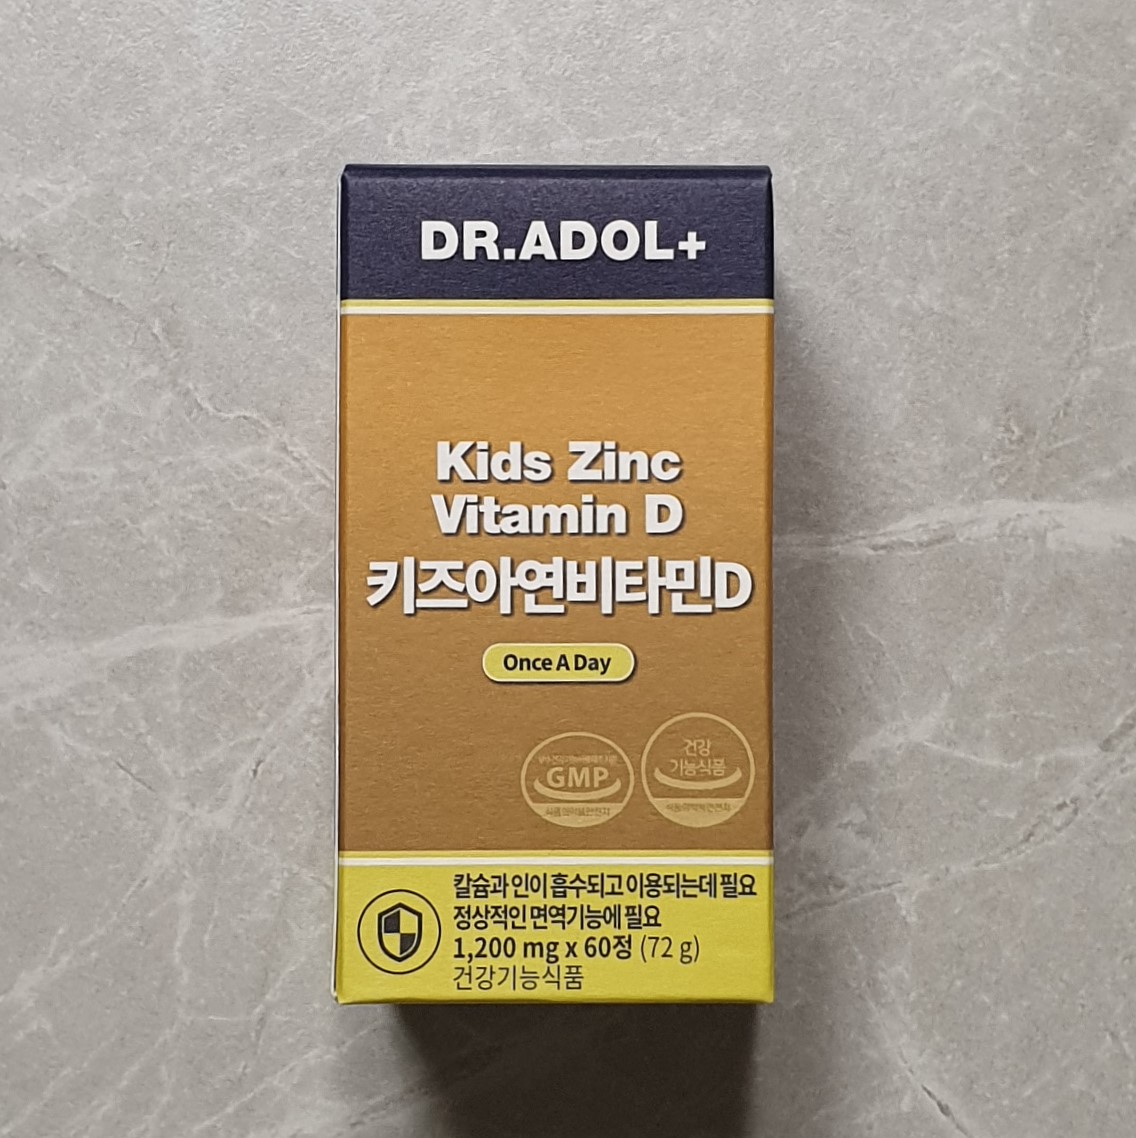 DR.ADOL+
Kids Zinc
Vitamin D
키즈아연비타민D
Once A Day
GMP
건강
기능식품
칼슘과 인이 흡수되고 이용되는데 필요
정상적인 면역기능에 필요
1,200 mg x 60정 (72 g)
건강기능식품